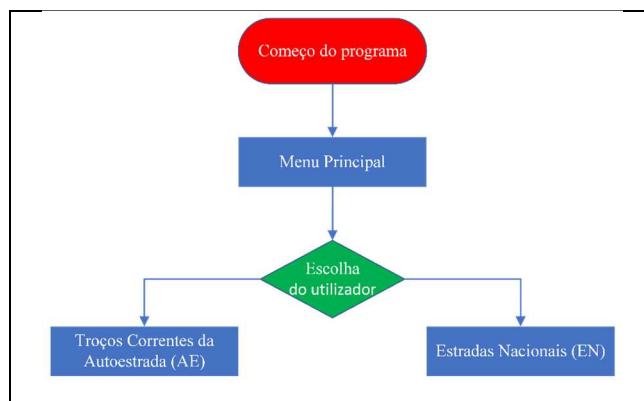 Começo do programa
Menu Principal
Escolha
do utilizador
Troços Correntes da
Autoestrada (AE)
Estradas Nacionais (EN)